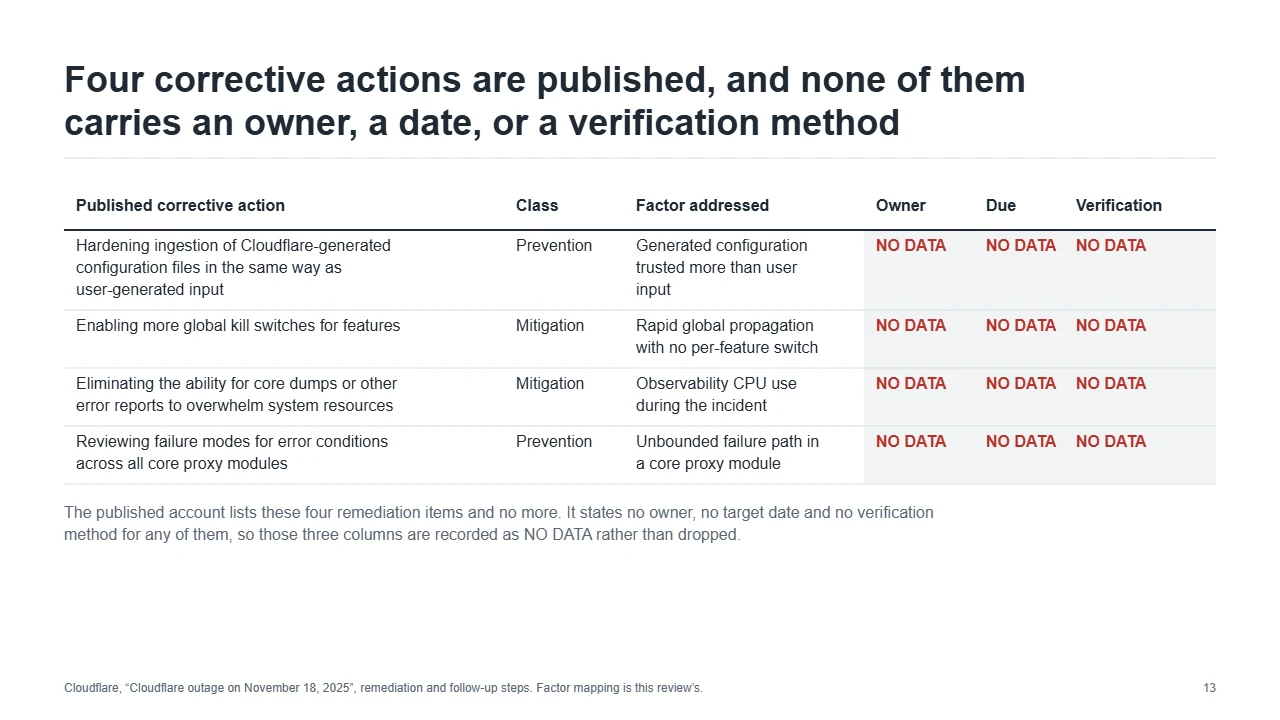 Four corrective actions are published, and none of them
carries an owner, a date, or a verification method
Published corrective action Class Factor addressed Owner Due Verification
Hardening ingestion of Cloudflare-generated
configuration files in the same way as
user-generated input
Prevention
Generated configuration
trusted more than user
input
NO DATA NO DATA NO DATA
Enabling more global kill switches for features
Mitigation
Rapid global propagation
with no per-feature switch
NO DATA NO DATA NO DATA
Eliminating the ability for core dumps or other
error reports to overwhelm system resources
Mitigation
Observability CPU use
during the incident
NO DATA NO DATA NO DATA
Reviewing failure modes for error conditions
across all core proxy modules
Prevention
Unbounded failure path in
a core proxy module
NO DATA NO DATA NO DATA
The published account lists these four remediation items and no more. It states no owner, no target date and no verification
method for any of them, so those three columns are recorded as NO DATA rather than dropped.
Cloudflare, “Cloudflare outage on November 18, 2025”, remediation and follow-up steps. Factor mapping is this review’s.
13